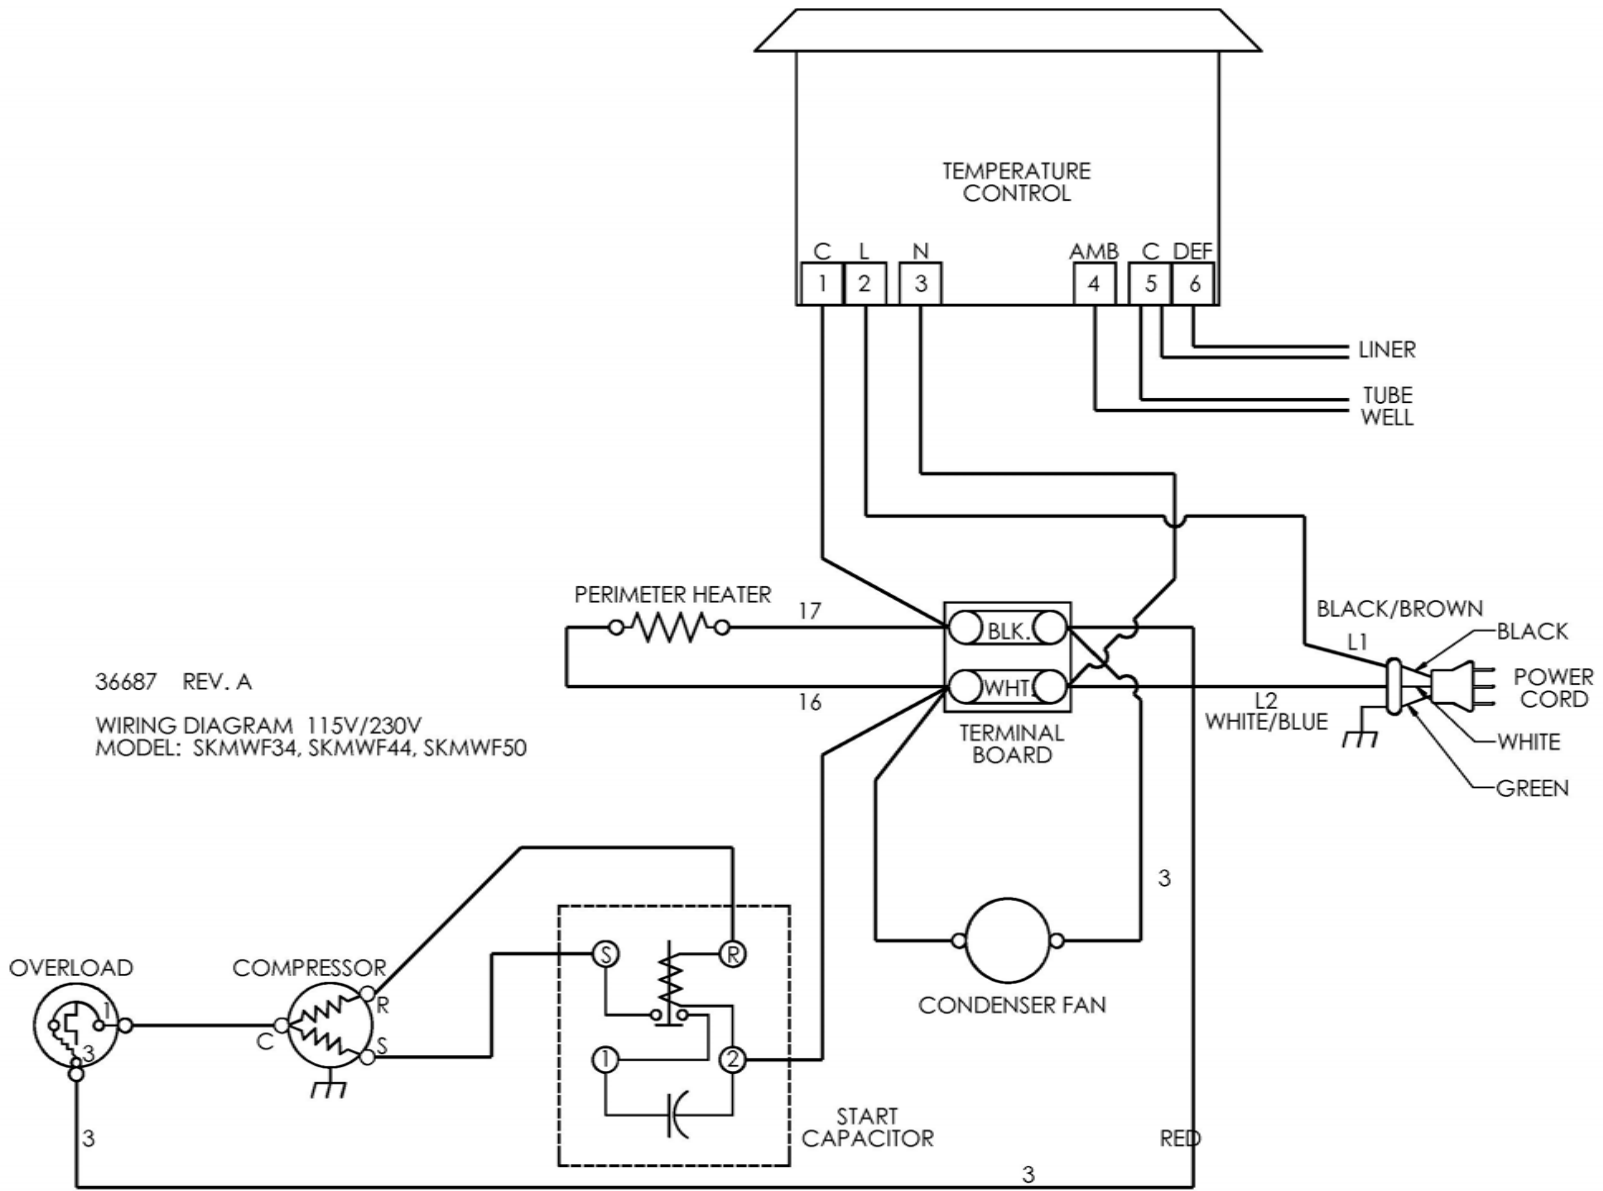 TEMPERATURE
CONTROL
C L N AMB C DEF
1 2 3 4 5 6
LINER
TUBE
WELL
PERIMETER HEATER
17
BLK.
16
WHT.
TERMINAL
BOARD
BLACK/BROWN
L1
BLACK
POWER
CORD
L2
WHITE/BLUE
WHITE
GREEN
36687 REV. A
WIRING DIAGRAM 115V/230V
MODEL: SKMWF34, SKMWF44, SKMWF50
3
CONDENSER FAN
OVERLOAD
1
3
3
COMPRESSOR
R
C
S
S R
1 2
START
CAPACITOR
RED
3